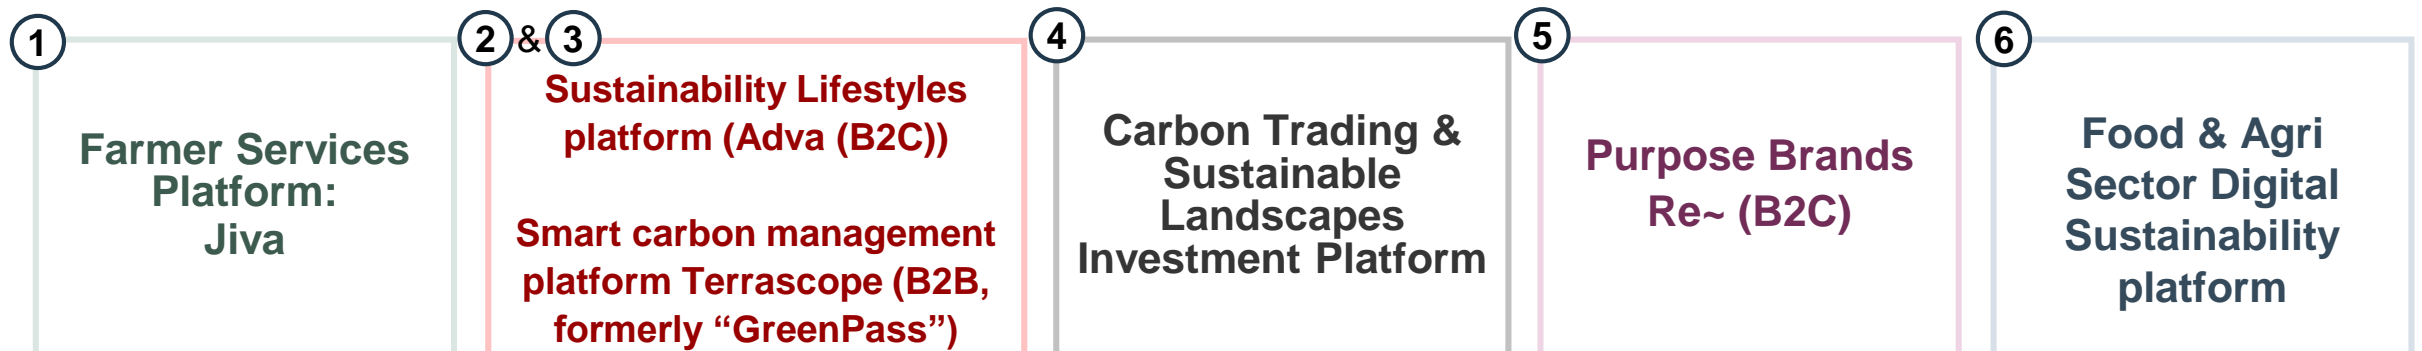 1
Farmer Services
Platform:
Jiva
2 & 3
Sustainability Lifestyles
platform (Adva (B2C))
Smart carbon management
platform Terrascope (B2B,
formerly “GreenPass”)
4
Carbon Trading &
Sustainable
Landscapes
Investment Platform
5
Purpose Brands
Re~ (B2C)
6
Food & Agri
Sector Digital
Sustainability
platform